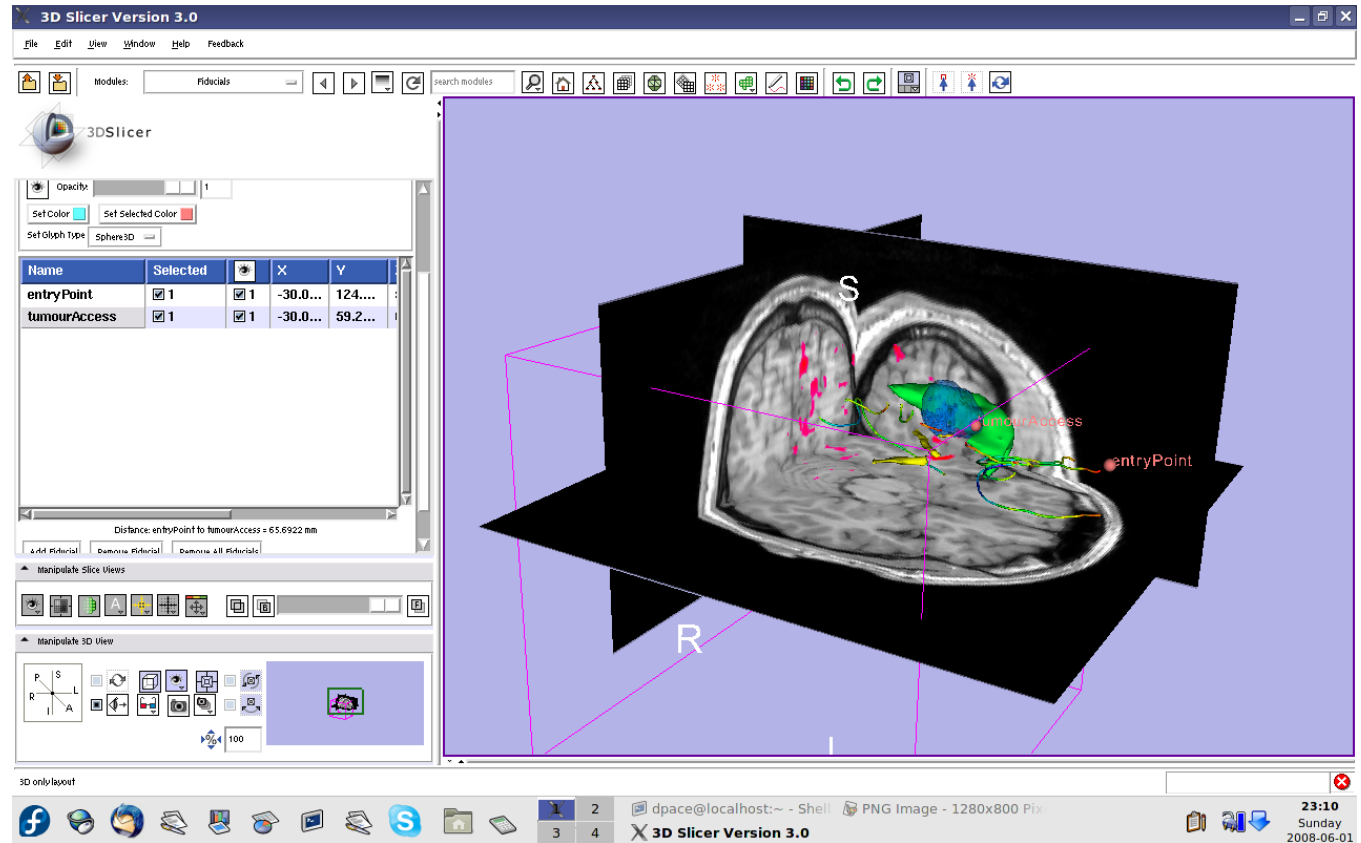 3D Slicer Version 3.0
File Edit View Window Help Feedback
Modules: Fiducials search modules
3DSlicer
Opacity: 1
Set Color Set Selected Color
Set Glyph Type Sphere3D
Name Selected X Y
entryPoint 1 1 -30.0... 124....
tumourAccess 1 1 -30.0... 59.2...
Distance: entryPoint to tumourAccess = 65.6922 mm
Add Fiducial Remove Fiducial Remove All Fiducials
Manipulate Slice Views
Manipulate 3D View
P S
R L
I A
% 100
S
tumourAccess
entryPoint
R
I
3D only layout
1 2
3 4
dpace@localhost:~ - Shell
PNG Image - 1280x800 Pix
3D Slicer Version 3.0
23:10
Sunday
2008-06-01